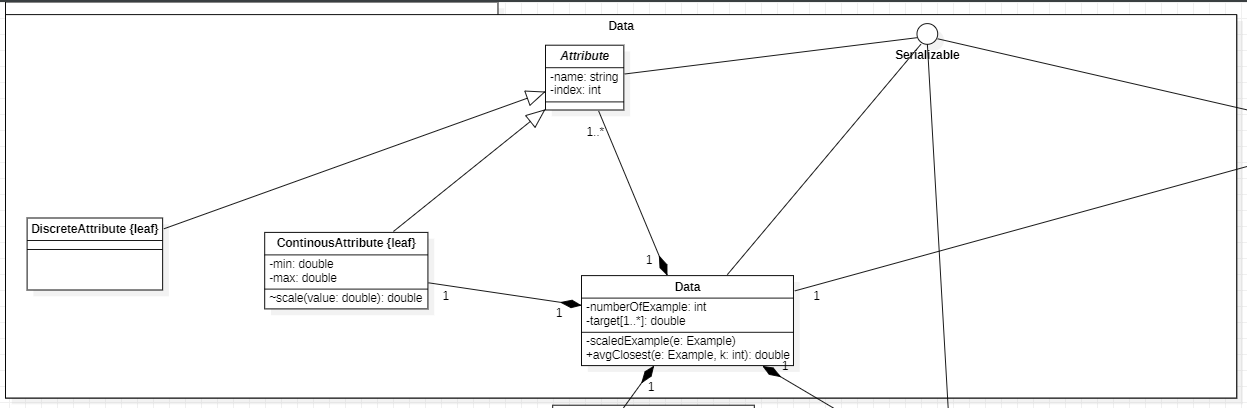 Data
Serializable
Attribute
-name: string
-index: int
1..*
DiscreteAttribute {leaf}
ContinousAttribute {leaf}
-min: double
-max: double
~scale(value: double): double
1
1
1
Data
-numberOfExample: int
-target[1..*]: double
-scaledExample(e: Example)
+avgClosest(e: Example, k: int): double
1
1
1